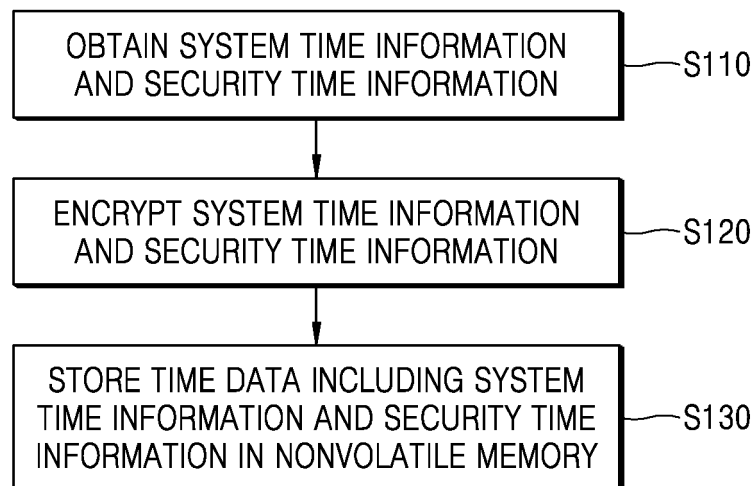 OBTAIN SYSTEM TIME INFORMATION
AND SECURITY TIME INFORMATION
S110
ENCRYPT SYSTEM TIME INFORMATION
AND SECURITY TIME INFORMATION
S120
STORE TIME DATA INCLUDING SYSTEM
TIME INFORMATION AND SECURITY TIME
INFORMATION IN NONVOLATILE MEMORY
S130